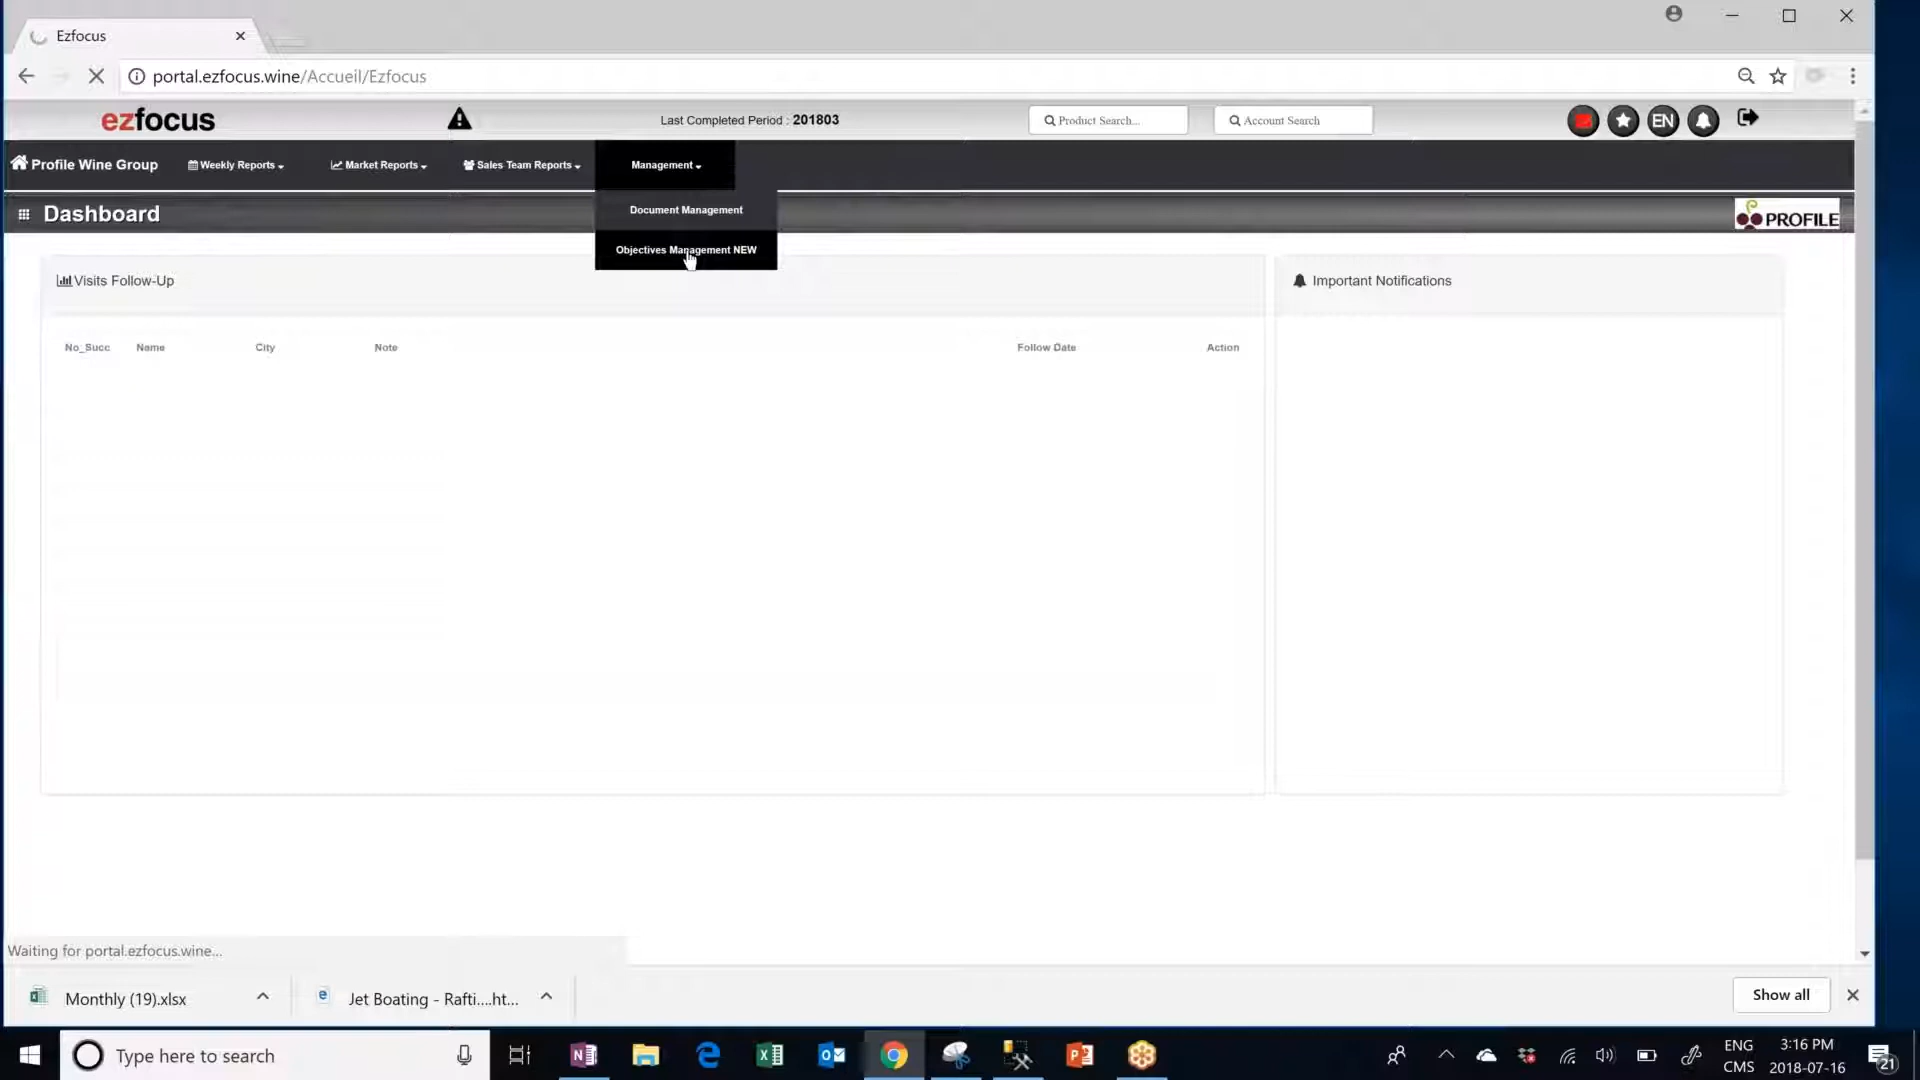 Ezfocus
portal.ezfocus.wine/Accueil/Ezfocus
ezfocus
Last Completed Period : 201803
Product Search...
Account Search
EN
Profile Wine Group
Weekly Reports
Market Reports
Sales Team Reports
Management
Dashboard
Document Management
PROFILE
Objectives Management NEW
Visits Follow-Up
Important Notifications
No_Succ Name City Note Follow Date Action
Waiting for portal.ezfocus.wine...
Monthly (19).xlsx
Jet Boating - Rafti....ht...
Show all
Type here to search
ENG
CMS
3:16 PM
2018-07-16
21